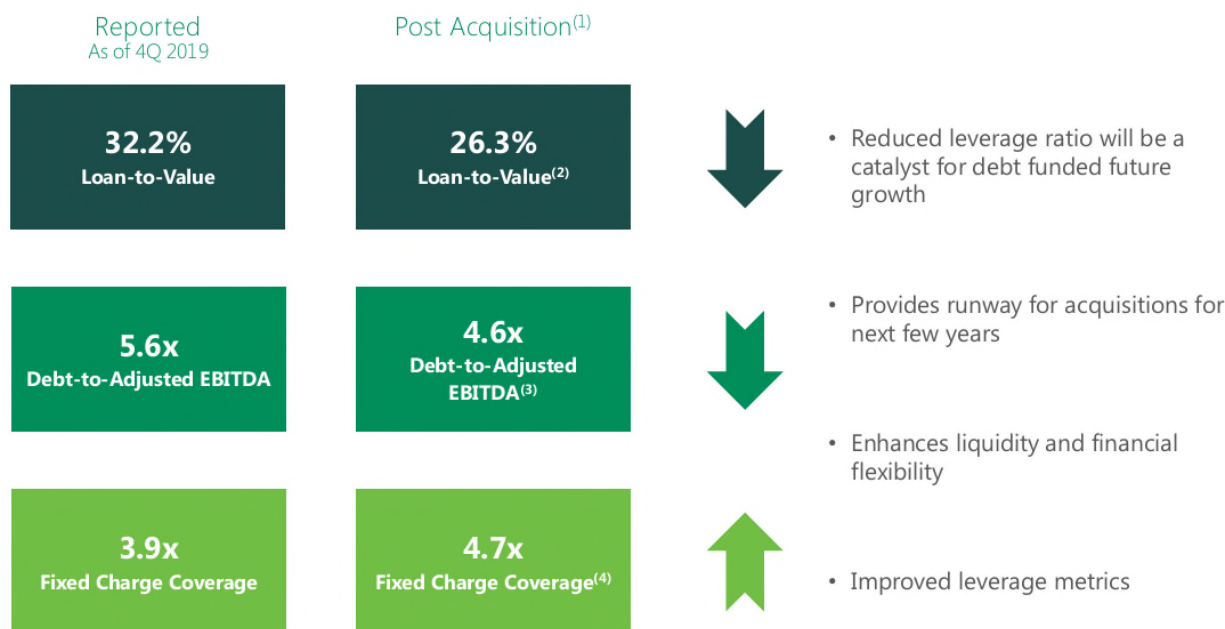 Reported
As of 4Q 2019
Post Acquisition(1)
32.2%
Loan-to-Value
26.3%
Loan-to-Value(2)
• Reduced leverage ratio will be a
catalyst for debt funded future
growth
5.6x
Debt-to-Adjusted EBITDA
4.6x
Debt-to-Adjusted
EBITDA(3)
• Provides runway for acquisitions for
next few years
• Enhances liquidity and financial
flexibility
3.9x
Fixed Charge Coverage
4.7x
Fixed Charge Coverage(4)
• Improved leverage metrics